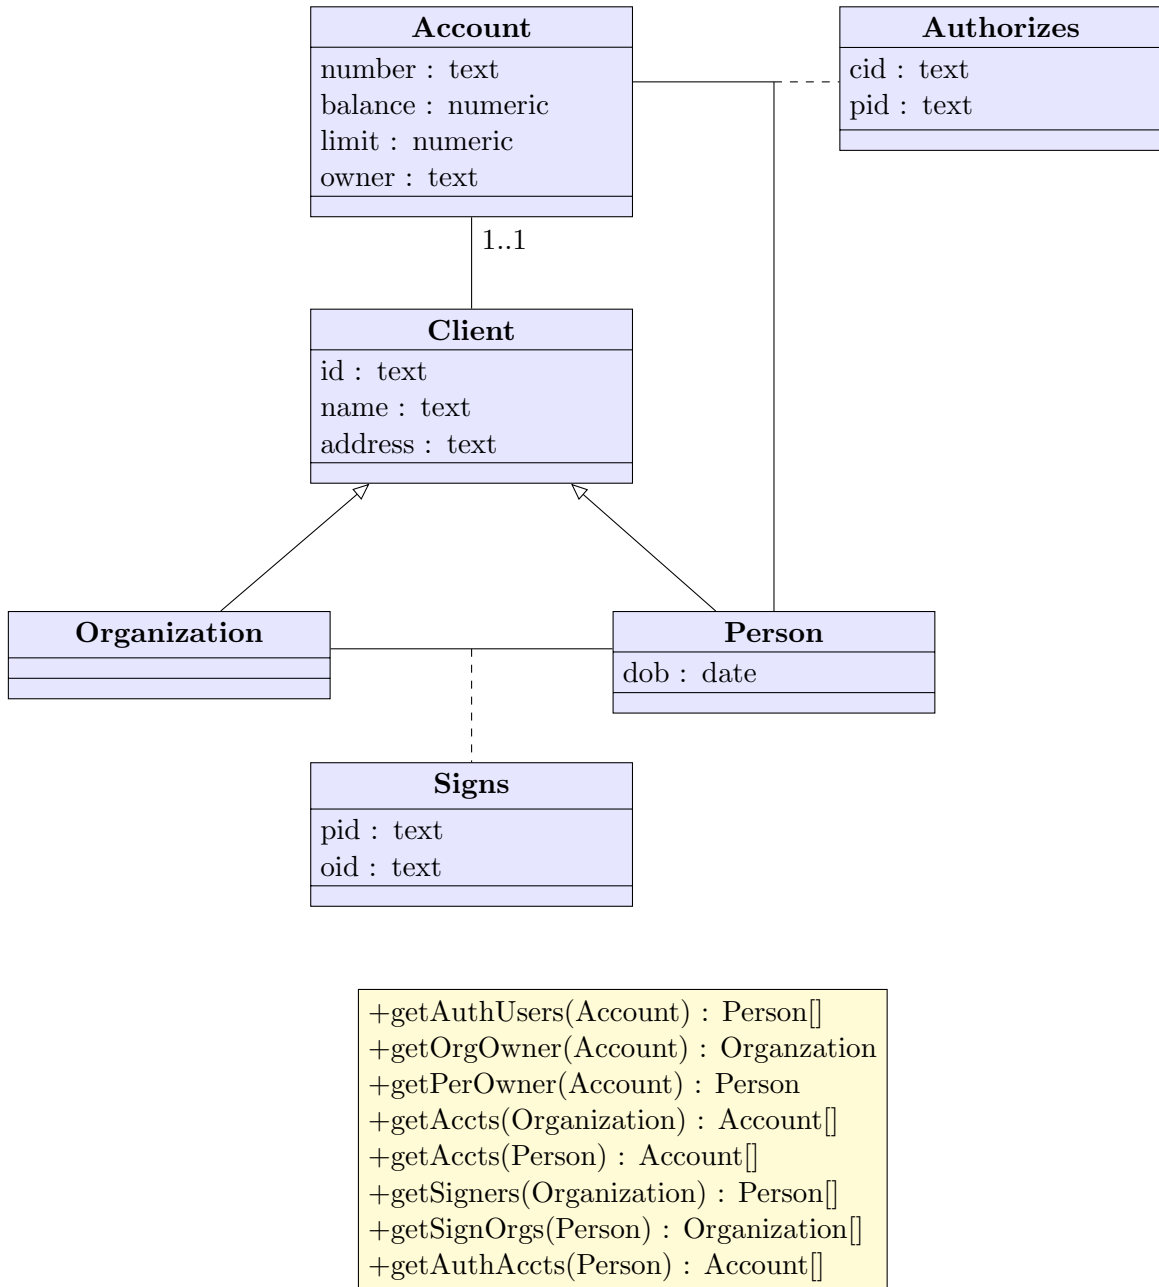 Account
number : text
balance : numeric
limit : numeric
owner : text
Authorizes
cid : text
pid : text
1..1
Client
id : text
name : text
address : text
Organization
Person
dob : date
Signs
pid : text
oid : text
+getAuthUsers(Account) : Person[]
+getOrgOwner(Account) : Organzation
+getPerOwner(Account) : Person
+getAccts(Organization) : Account[]
+getAccts(Person) : Account[]
+getSigners(Organization) : Person[]
+getSignOrgs(Person) : Organization[]
+getAuthAccts(Person) : Account[]